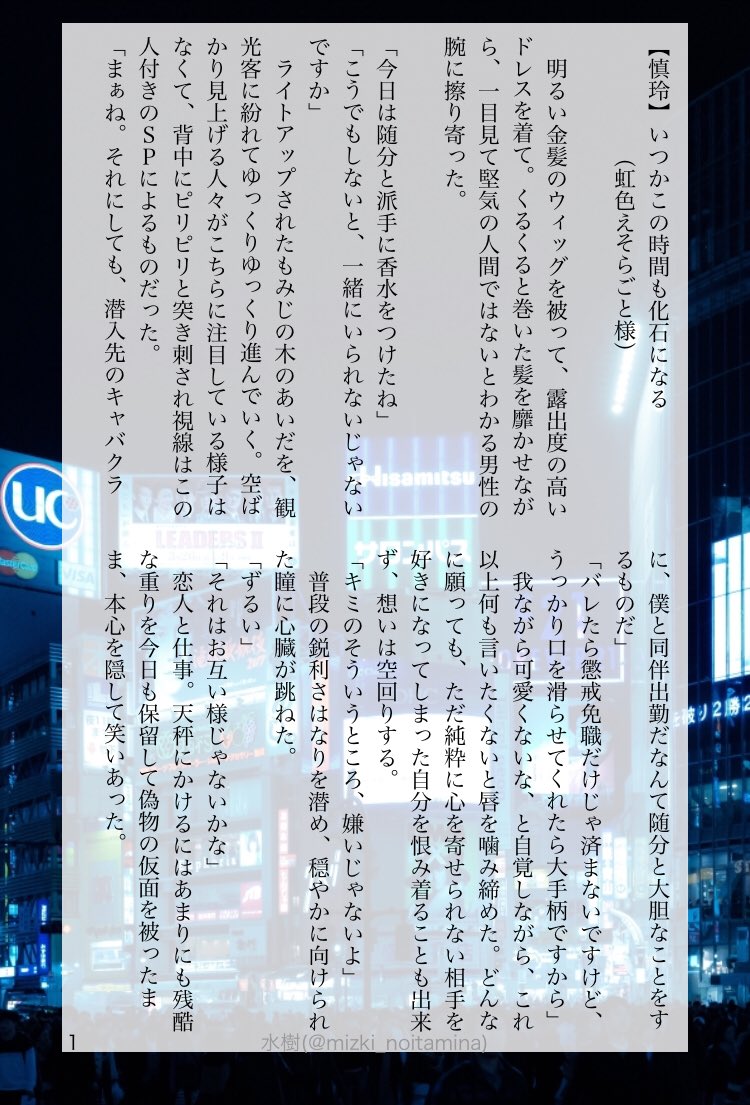 【慎玲】いつかこの時間も化石になる
（虹色えそらごと様）
　明るい金髪のウィッグを被って、露出度の高い
ドレスを着て。くるくると巻いた髪を靡かせなが
ら、一目見て堅気の人間ではないとわかる男性の
腕に擦り寄った。
「今日は随分と派手に香水をつけたね」
「こうでもしないと、一緒にいられないじゃない
ですか」
　ライトアップされたもみじの木のあいだを、観
光客に紛れてゆっくりゆっくり進んでいく。空ば
かり見上げる人々がこちらに注目している様子は
なくて、背中にピリピリと突き刺され視線はこの
人付きのＳＰによるものだった。
「まぁね。それにしても、潜入先のキャバクラ
に、僕と同伴出勤だなんて随分と大胆なことをす
るものだ」
「バレたら懲戒免職だけじゃ済まないですけど、
うっかり口を滑らせてくれたら大手柄ですから」
　我ながら可愛くないな、と自覚しながら、これ
以上何も言いたくないと唇を噛み締めた。どんな
に願っても、ただ純粋に心を寄せられない相手を
好きになってしまった自分を恨み着ることも出来
ず、想いは空回りする。
「キミのそういうところ、嫌いじゃないよ」
　普段の鋭利さはなりを潜め、穏やかに向けられ
た瞳に心臓が跳ねた。
「ずるい」
「それはお互い様じゃないかな」
　恋人と仕事。天秤にかけるにはあまりにも残酷
な重りを今日も保留して偽物の仮面を被ったま
ま、本心を隠して笑いあった。
1
水樹(@mizki_noitamina)
UC
MasterCard
VISA
LEADERS II
Hisamitsu
サロンパス
を彼り2勝2